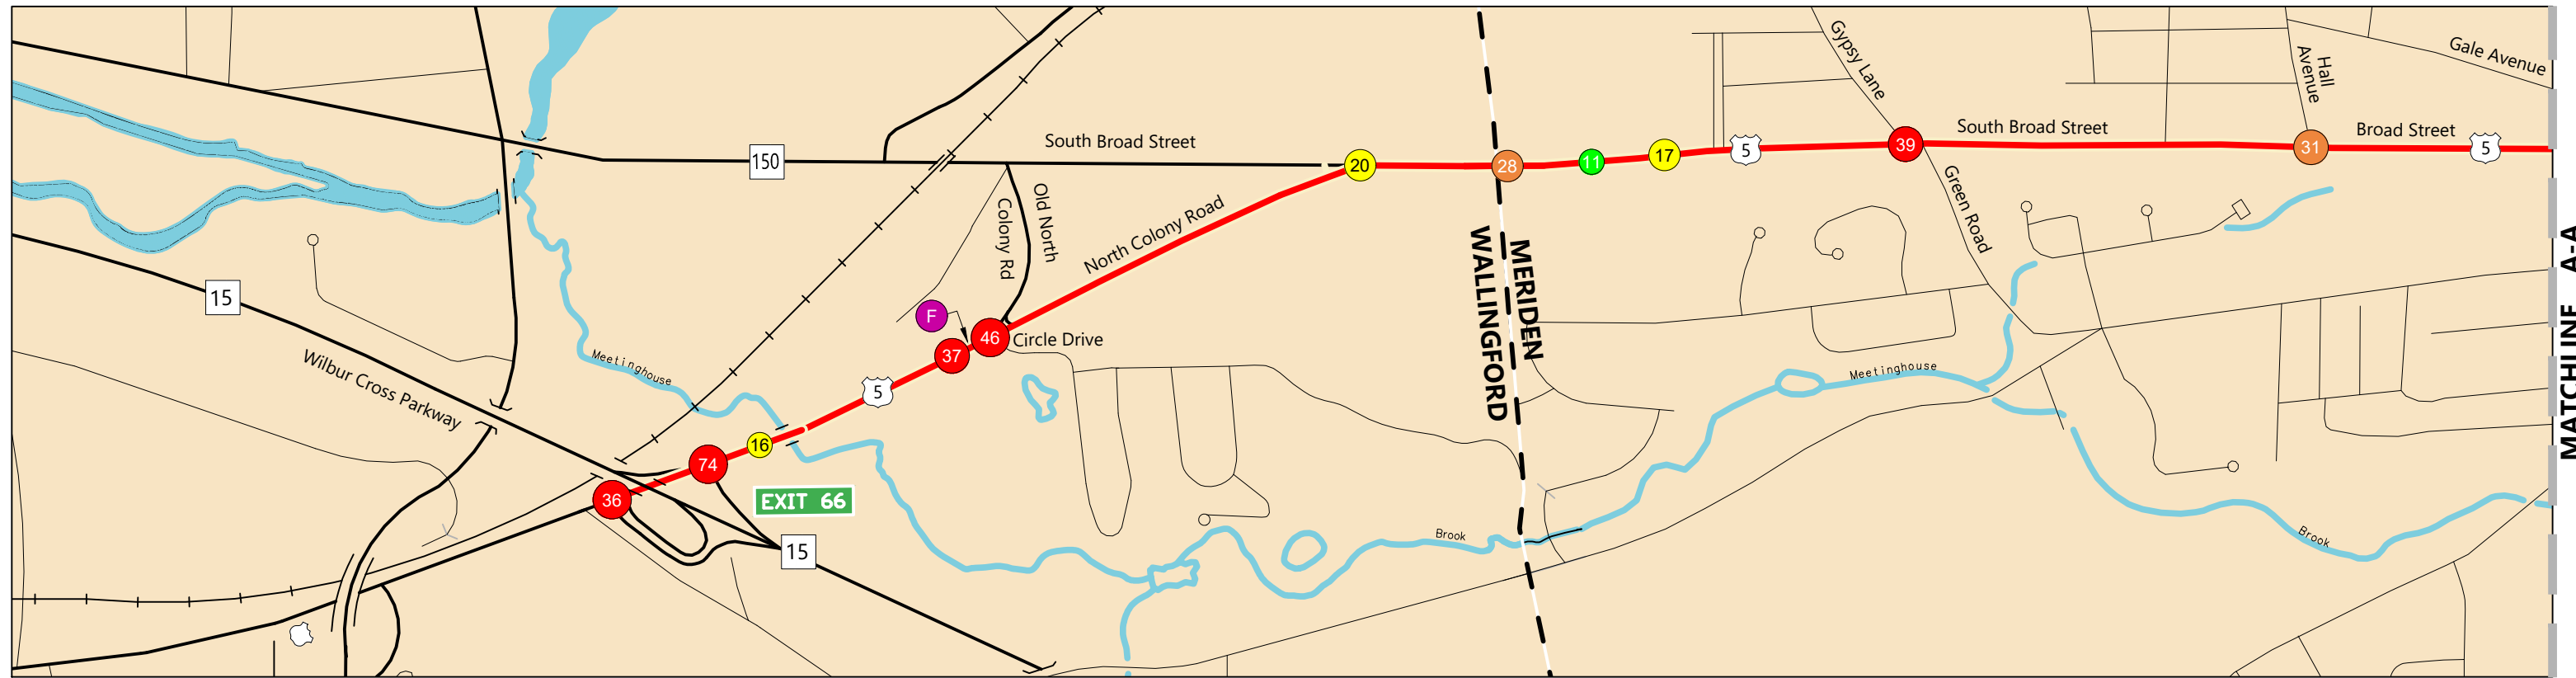 Gypsy Lane
Hall
Avenue
Gale Avenue
South Broad Street
150
20
28
11
17
5
39
South Broad Street
31
Broad Street
5
Old North
Colony Rd
North Colony Road
Green Road
MERIDEN
WALLINGFORD
MATCHLINE A-A
15
F
46
Circle Drive
37
5
Meetinghouse
Wilbur Cross Parkway
Meetinghouse
16
74
36
EXIT 66
15
Brook
Brook